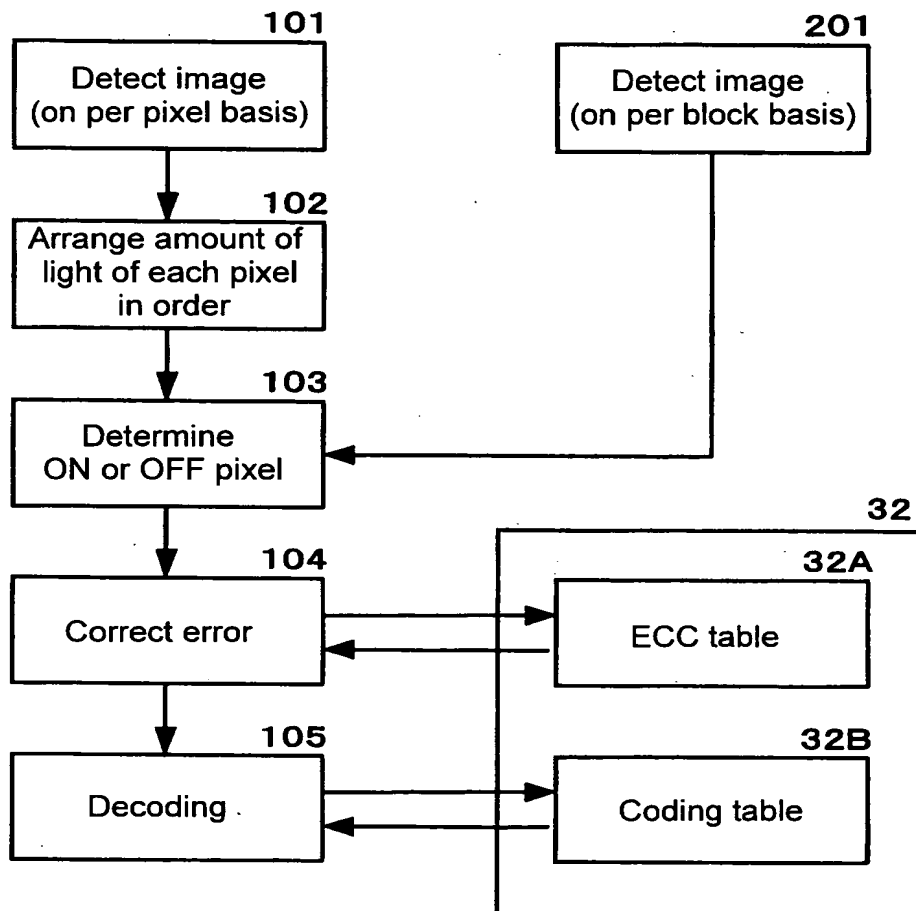 101
Detect image
(on per pixel basis)
201
Detect image
(on per block basis)
102
Arrange amount of
light of each pixel
in order
103
Determine
ON or OFF pixel
32
104
Correct error
32A
ECC table
105
Decoding
32B
Coding table